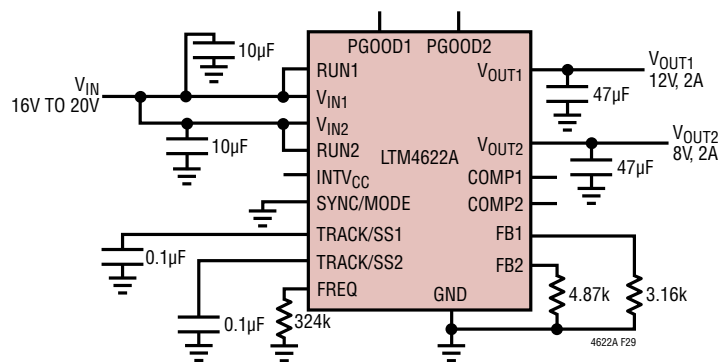 PGOOD1 PGOOD2
10µF
RUN1
VOUT1
VOUT1
12V, 2A
VIN
16V TO 20V
VIN1
47µF
VIN2
VOUT2
VOUT2
8V, 2A
10µF
RUN2
LTM4622A
47µF
INTVCC
COMP1
SYNC/MODE
COMP2
TRACK/SS1
FB1
0.1µF
TRACK/SS2
FB2
FREQ
GND
4.87k
3.16k
0.1µF
324k
4622A F29